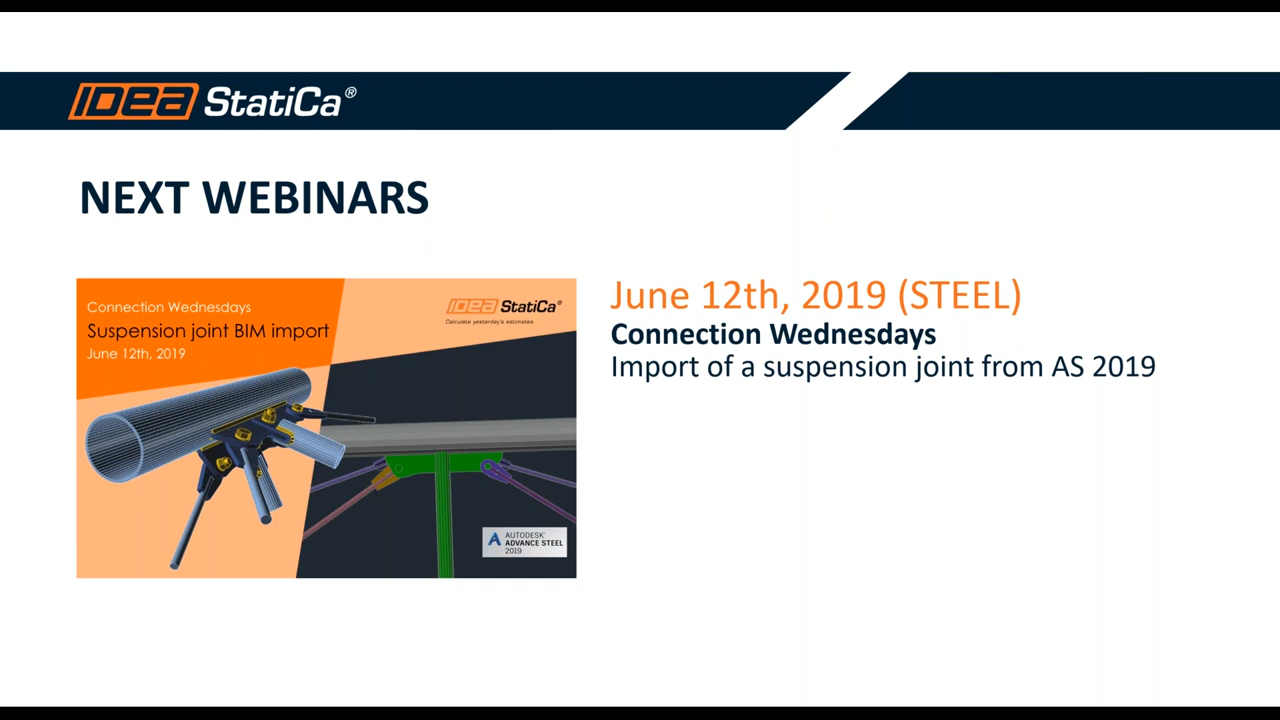 IDEA StatiCa®
NEXT WEBINARS
Connection Wednesdays
Suspension joint BIM import
June 12th, 2019
IDEA StatiCa®
Calculate yesterday's estimates
AUTODESK®
ADVANCE STEEL
2019
June 12th, 2019 (STEEL)
Connection Wednesdays
Import of a suspension joint from AS 2019